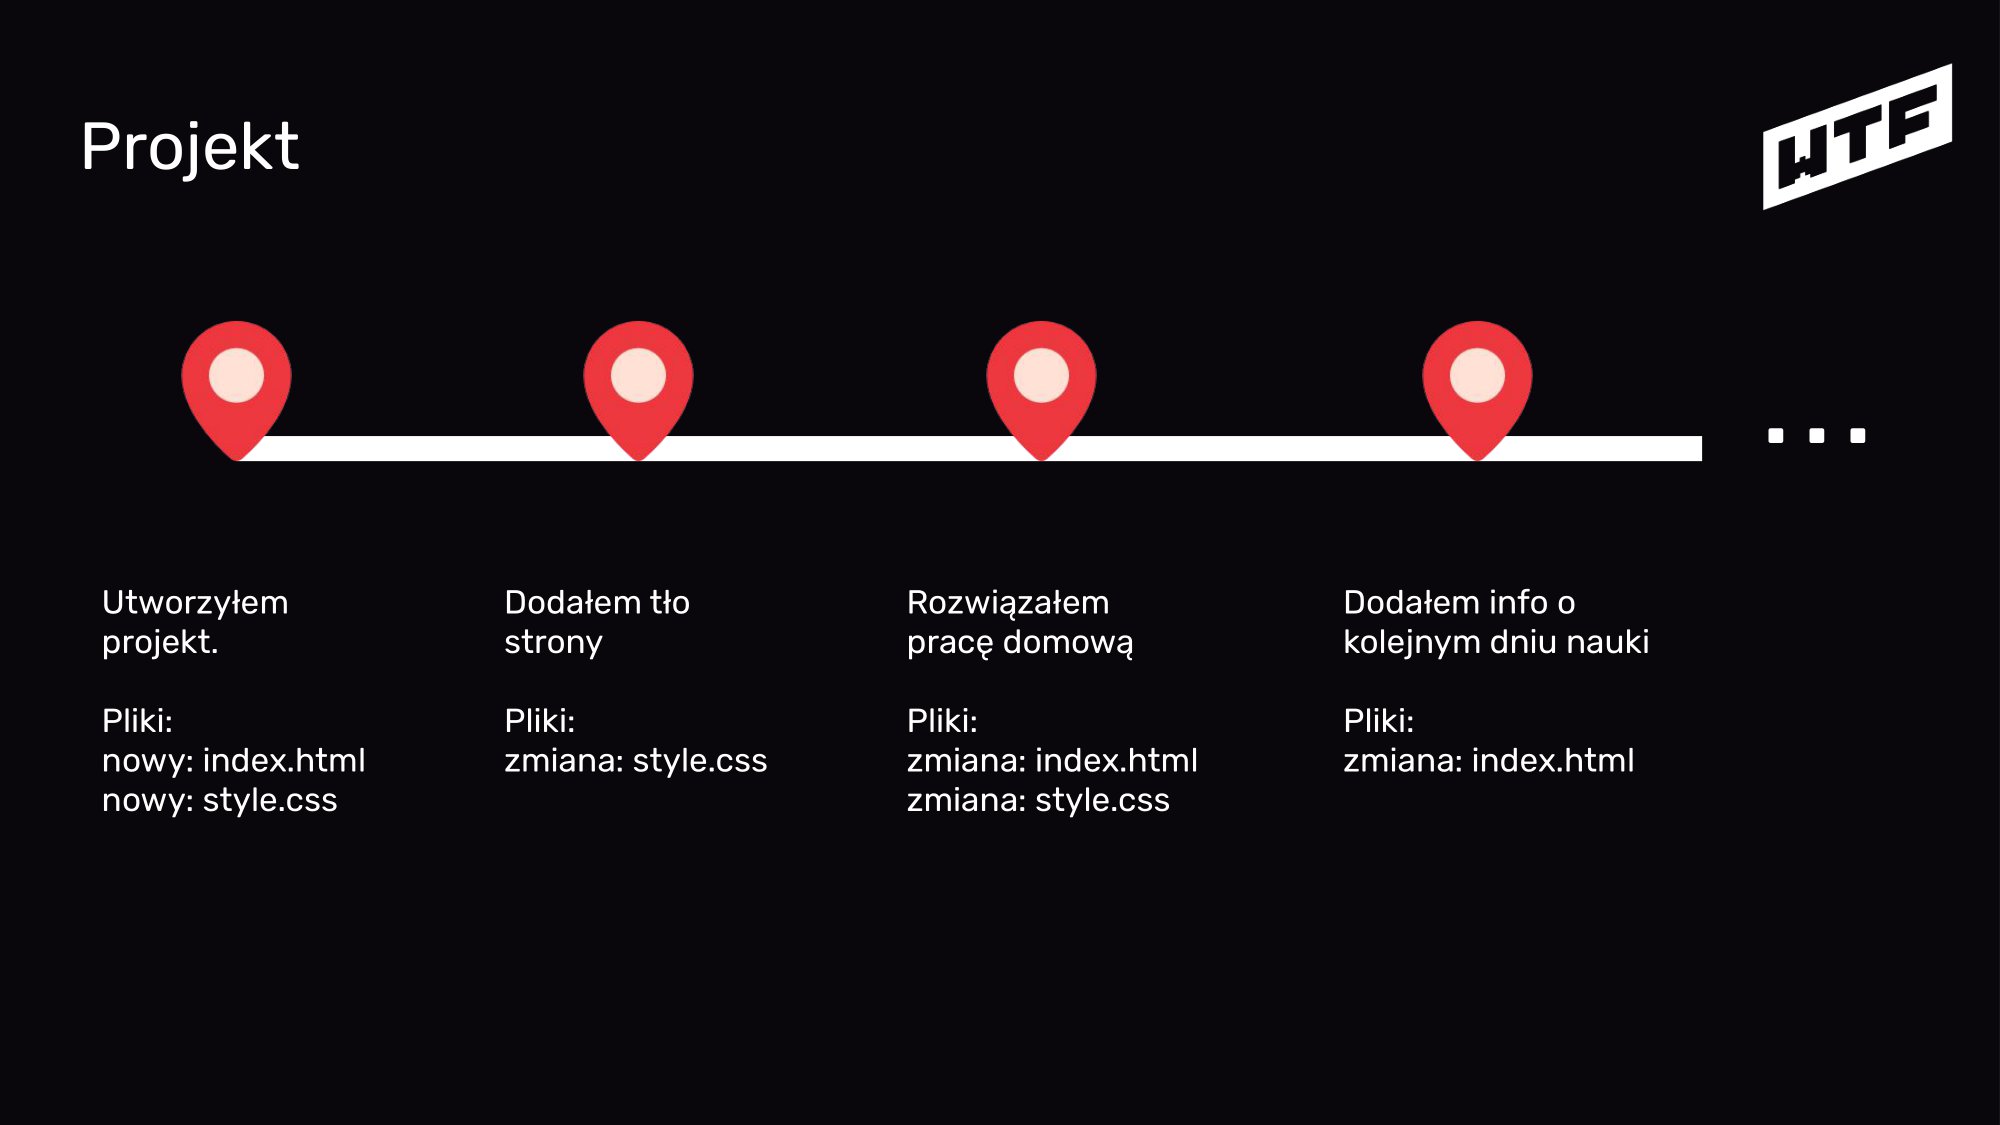 Projekt
WTF
...
Utworzyłem
projekt.
Pliki:
nowy: index.html
nowy: style.css
Dodałem tło
strony
Pliki:
zmiana: style.css
Rozwiązałem
pracę domową
Pliki:
zmiana: index.html
zmiana: style.css
Dodałem info o
kolejnym dniu nauki
Pliki:
zmiana: index.html